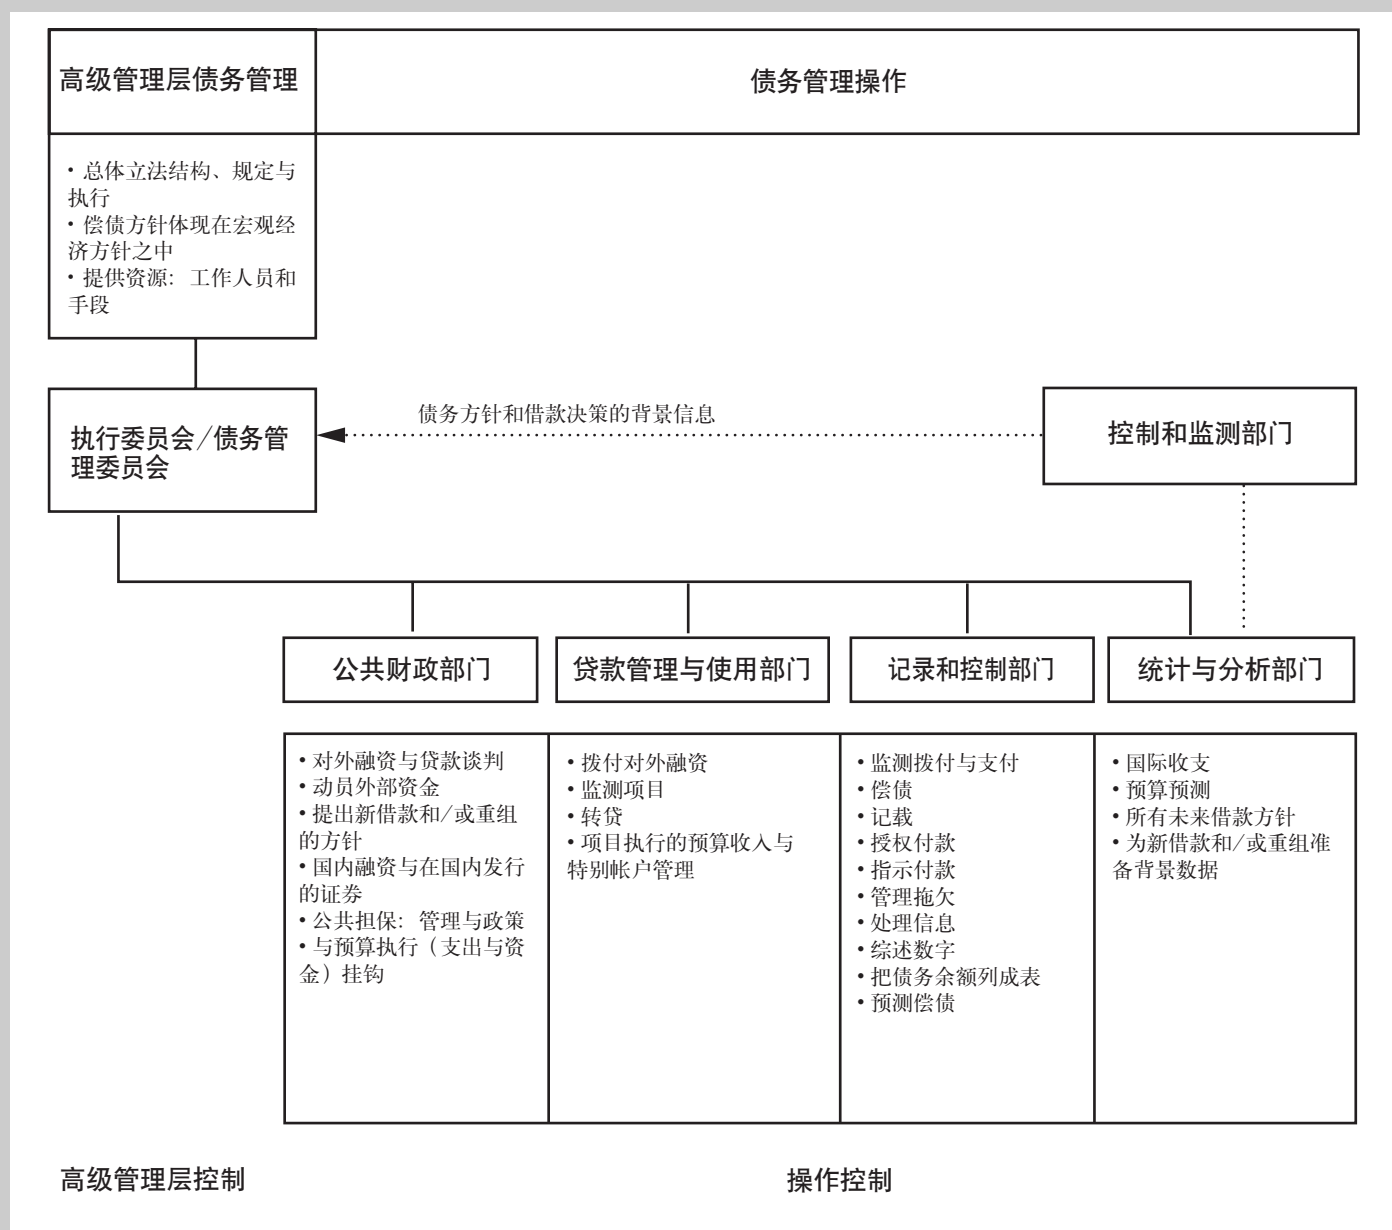 高级管理层债务管理
债务管理操作
• 总体立法结构、规定与
执行
• 偿债方针体现在宏观经
济方针之中
• 提供资源：工作人员和
手段
债务方针和借款决策的背景信息
执行委员会/债务管
理委员会
控制和监测部门
公共财政部门
贷款管理与使用部门
记录和控制部门
统计与分析部门
• 对外融资与贷款谈判
• 动员外部资金
• 提出新借款和/或重组
的方针
• 国内融资与在国内发行
的证券
• 公共担保：管理与政策
• 与预算执行（支出与资
金）挂钩
• 拨付对外融资
• 监测项目
• 转贷
• 项目执行的预算收入与
特别帐户管理
• 监测拨付与支付
• 偿债
• 记载
• 授权付款
• 指示付款
• 管理拖欠
• 处理信息
• 综述数字
• 把债务余额列成表
• 预测偿债
• 国际收支
• 预算预测
• 所有未来借款方针
• 为新借款和/或重组准
备背景数据
高级管理层控制
操作控制